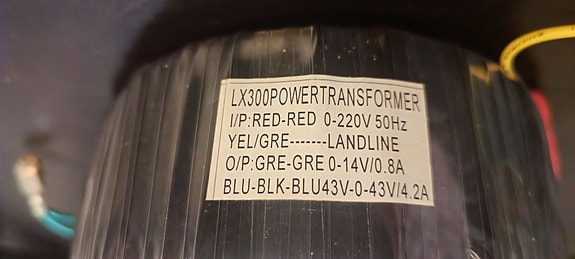 LX300POWERTRANSFORMER
I/P:RED-RED 0-220V 50Hz
YEL/GRE-------LANDLINE
O/P:GRE-GRE 0-14V/0.8A
BLU-BLK-BLU43V-0-43V/4.2A